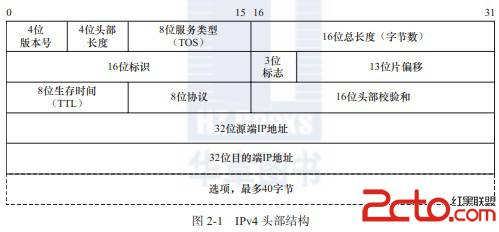 0 15 16 31
4位版本号 4位头部长度 8位服务类型(TOS) 16位总长度(字节数)
16位标识 3位标志 13位片偏移
8位生存时间(TTL) 8位协议 16位头部校验和
32位源端IP地址
32位目的端IP地址
选项,最多40字节
图 2-1 IPv4 头部结构
2cto.com
红黑联盟